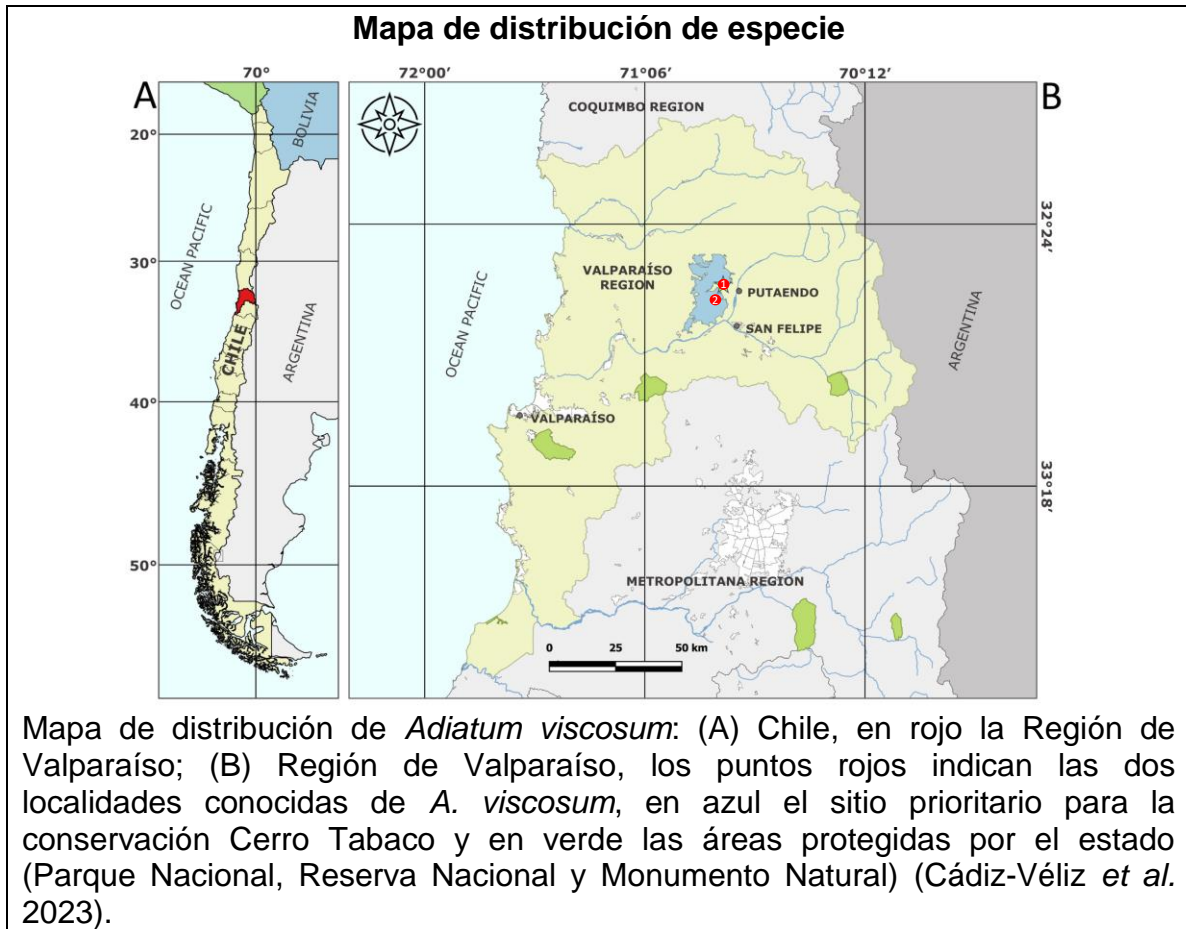 Mapa de distribución de especie
A
70°
20°
30°
40°
50°
OCEAN PACIFIC
BOLIVIA
CHILE
ARGENTINA
72°00′
71°06′
70°12′
B
COQUIMBO REGION
32°24′
VALPARAÍSO
REGION
1
2
PUTAENDO
SAN FELIPE
OCEAN PACIFIC
ARGENTINA
VALPARAÍSO
33°18′
METROPOLITANA REGION
0 25 50 km
Mapa de distribución de Adiatum viscosum: (A) Chile, en rojo la Región de
Valparaíso; (B) Región de Valparaíso, los puntos rojos indican las dos
localidades conocidas de A. viscosum, en azul el sitio prioritario para la
conservación Cerro Tabaco y en verde las áreas protegidas por el estado
(Parque Nacional, Reserva Nacional y Monumento Natural) (Cádiz-Véliz et al.
2023).